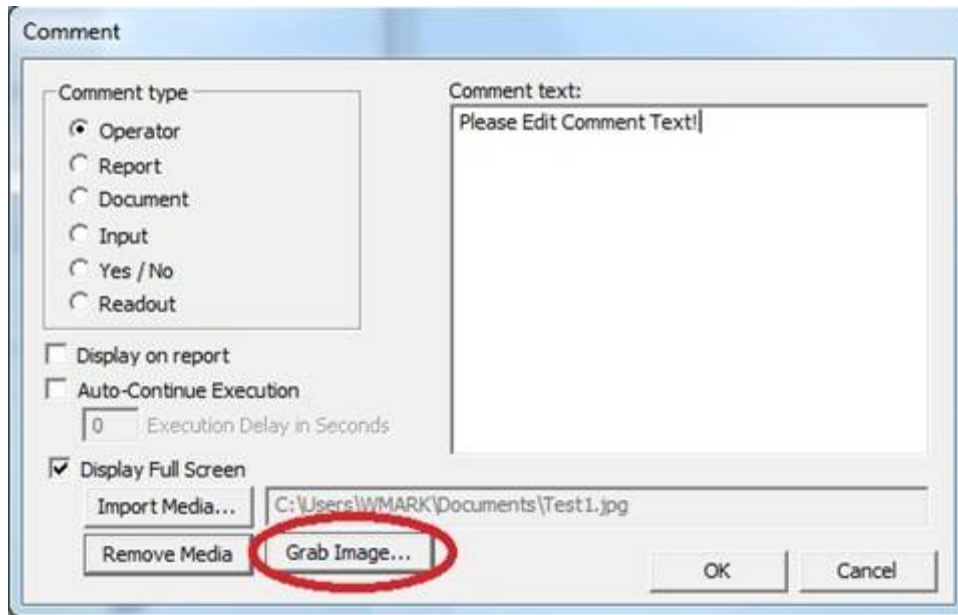 Comment
Comment type
Operator
Report
Document
Input
Yes / No
Readout
Comment text:
Please Edit Comment Text!
Display on report
Auto-Continue Execution
0 Execution Delay in Seconds
Display Full Screen
Import Media... C:\Users\WMARK\Documents\Test1.jpg
Remove Media Grab Image... OK Cancel